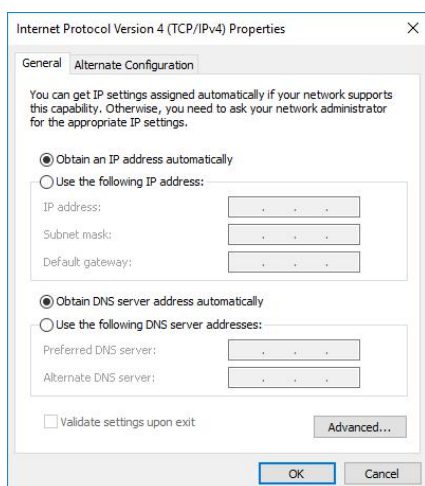 Internet Protocol Version 4 (TCP/IPv4) Properties
General
Alternate Configuration
You can get IP settings assigned automatically if your network supports
this capability. Otherwise, you need to ask your network administrator
for the appropriate IP settings.
Obtain an IP address automatically
Use the following IP address:
IP address:
Subnet mask:
Default gateway:
Obtain DNS server address automatically
Use the following DNS server addresses:
Preferred DNS server:
Alternate DNS server:
Validate settings upon exit
Advanced...
OK
Cancel